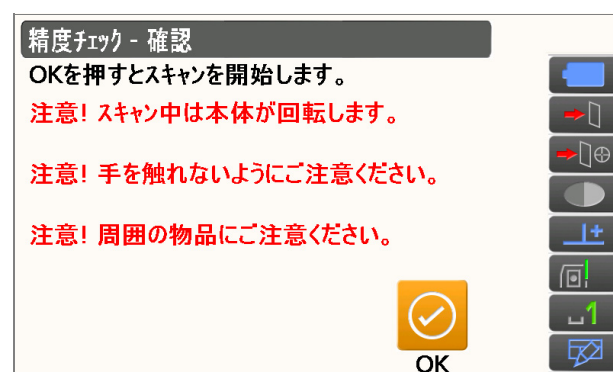 精度ﾁｪｯｸ - 確認
OKを押すとスキャンを開始します。
注意! スキャン中は本体が回転します。
注意! 手を触れないようにご注意ください。
注意! 周囲の物品にご注意ください。
OK
1